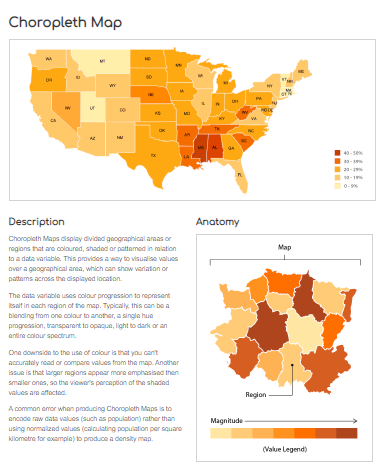 Choropleth Map
WA
MT
ND
MN
ME
OR
ID
SD
WI
VT
NH
NY
MA
CT
RI
WY
NE
IL
IN
OH
PA
NJ
MD DE
NV
UT
CO
KS
MO
KY
WV
VA
CA
AZ
NM
OK
AR
TN
NC
SC
TX
LA
MS
AL
GA
FL
40 - 50%
30 - 39%
20 - 29%
10 - 19%
0 - 9%
Description
Choropleth Maps display divided geographical areas or
regions that are coloured, shaded or patterned in relation
to a data variable. This provides a way to visualise values
over a geographical area, which can show variation or
patterns across the displayed location.
The data variable uses colour progression to represent
itself in each region of the map. Typically, this can be a
blending from one colour to another, a single hue
progression, transparent to opaque, light to dark or an
entire colour spectrum.
One downside to the use of colour is that you can't
accurately read or compare values from the map. Another
issue is that larger regions appear more emphasised then
smaller ones, so the viewer's perception of the shaded
values are affected.
A common error when producing Choropleth Maps is to
encode raw data values (such as population) rather than
using normalized values (calculating population per square
kilometre for example) to produce a density map.
Anatomy
Map
Region
Magnitude
(Value Legend)